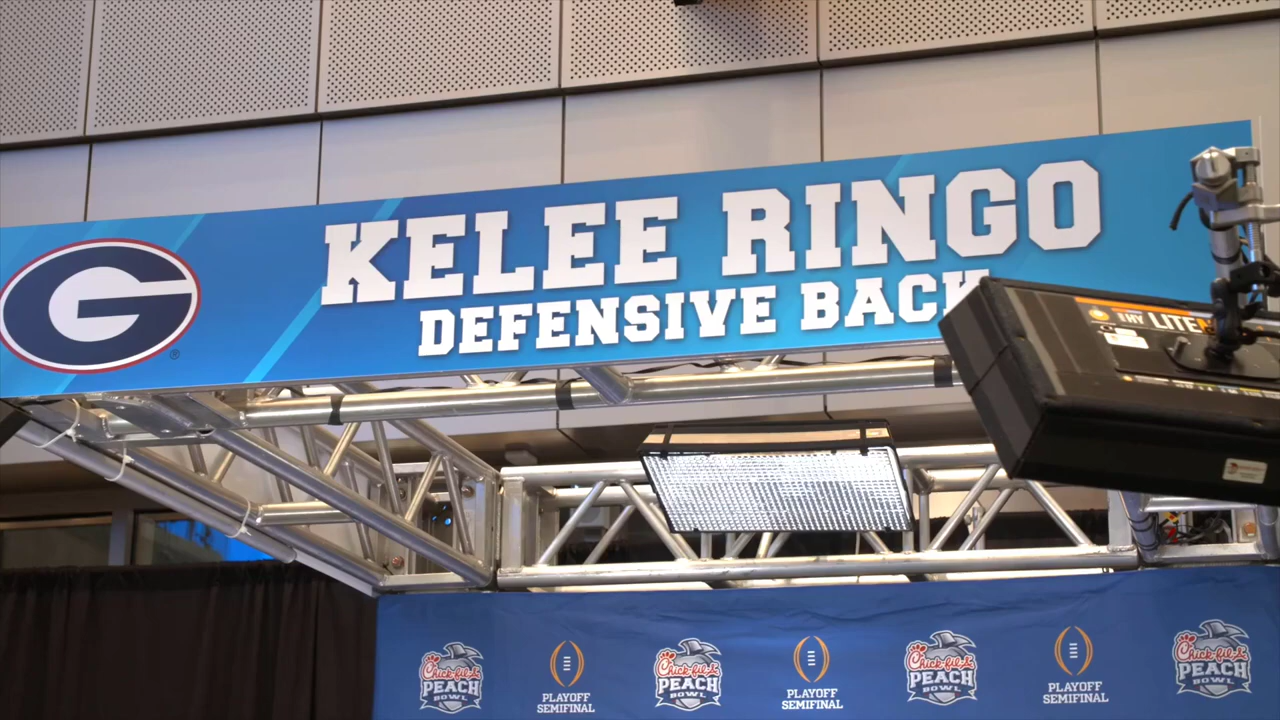 G
KELEE RINGO
DEFENSIVE BACK
LITE
Chick-fil-A
PEACH
BOWL
PLAYOFF
SEMIFINAL
Chick-fil-A
PEACH
BOWL
PLAYOFF
SEMIFINAL
Chick-fil-A
PEACH
BOWL
PLAYOFF
SEMIFINAL
Chick-fil-A
PEACH
BOWL